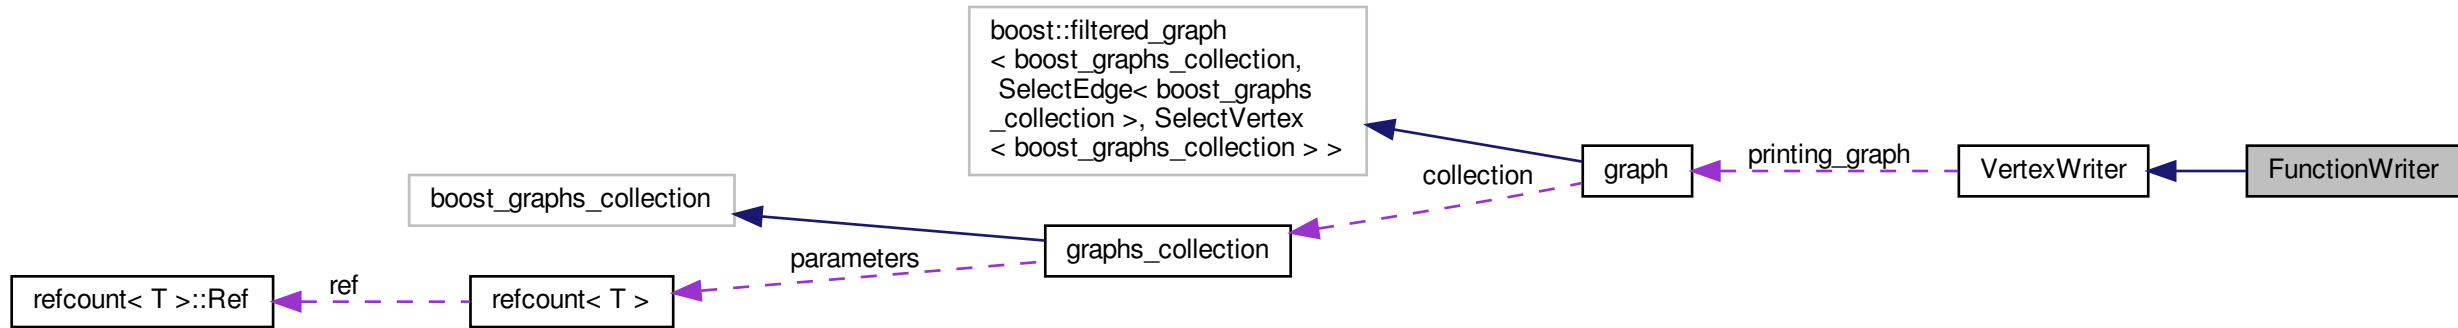 boost::filtered_graph
< boost_graphs_collection,
SelectEdge< boost_graphs
_collection >, SelectVertex
< boost_graphs_collection > >
printing_graph
graph
VertexWriter
FunctionWriter
collection
boost_graphs_collection
graphs_collection
parameters
ref
refcount< T >::Ref
refcount< T >